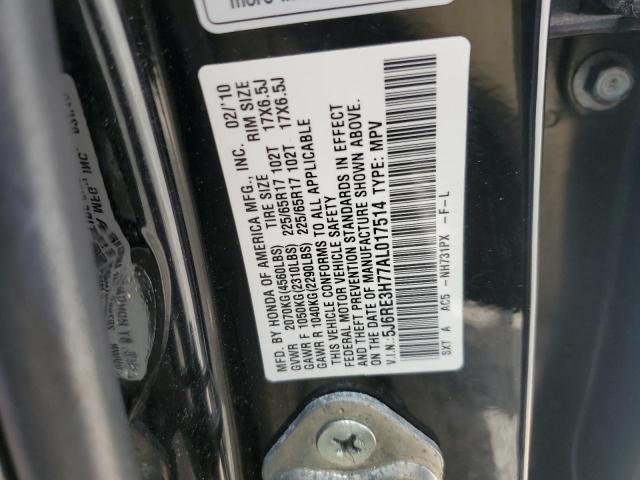 MFD. BY HONDA OF AMERICA MFG., INC. 02/'10
GVWR 2070KG(4560LBS) TIRE SIZE RIM SIZE
GAWR F 1050KG(2310LBS) 225/65R17 102T 17X6.5J
GAWR R 1040KG(2290LBS) 225/65R17 102T 17X6.5J
THIS VEHICLE CONFORMS TO ALL APPLICABLE
FEDERAL MOTOR VEHICLE SAFETY
AND THEFT PREVENTION STANDARDS IN EFFECT
ON THE DATE OF MANUFACTURE SHOWN ABOVE.
V.I.N.: 5J6RE3H77AL017514 TYPE: MPV
SXT A AC5 -NH731PX -F-L
MFG. INC.